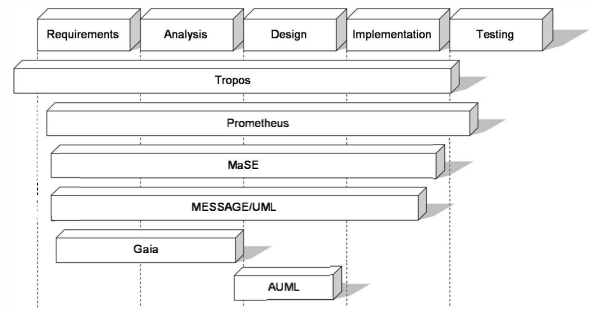 Requirements Analysis Design Implementation Testing
Tropos
Prometheus
MaSE
MESSAGE/UML
Gaia
AUML